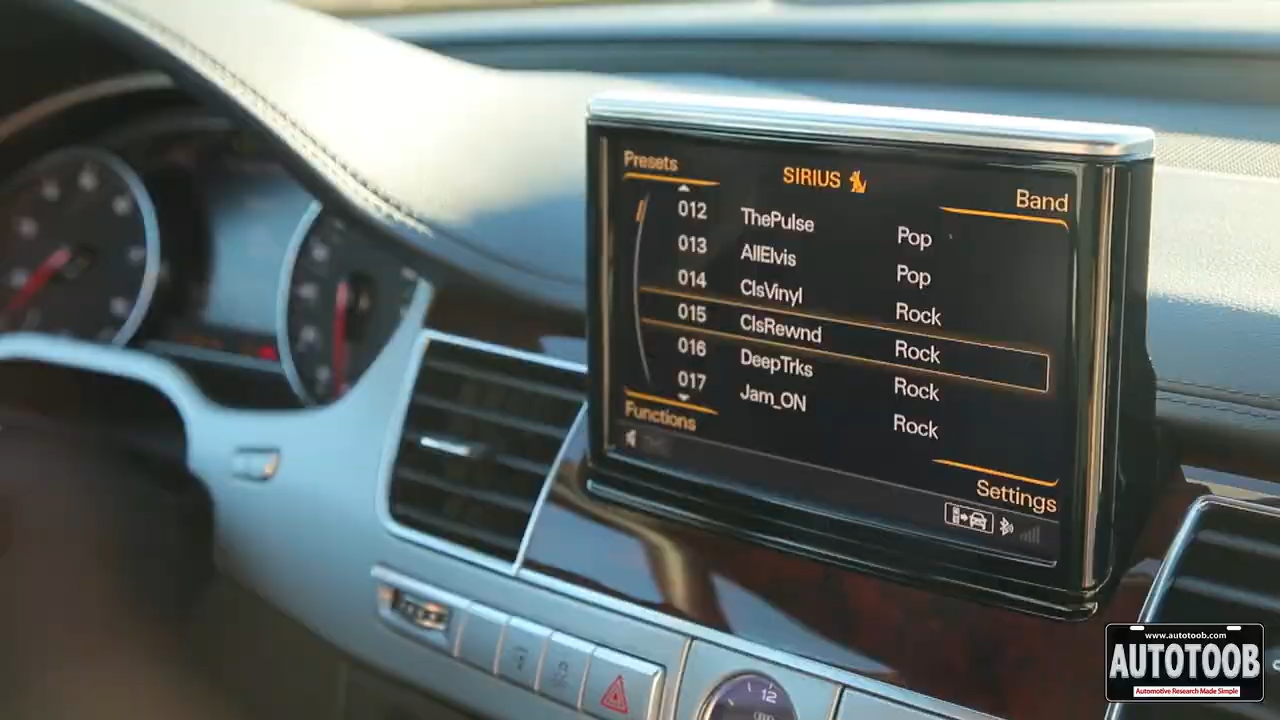 Presets
SIRIUS
Band
012 ThePulse Pop
013 AllElvis Pop
014 ClsVinyl Rock
015 ClsRewnd Rock
016 DeepTrks Rock
017 Jam_ON Rock
Functions
Settings
12
www.autotoob.com
AUTOTOOB
Automotive Research Made Simple